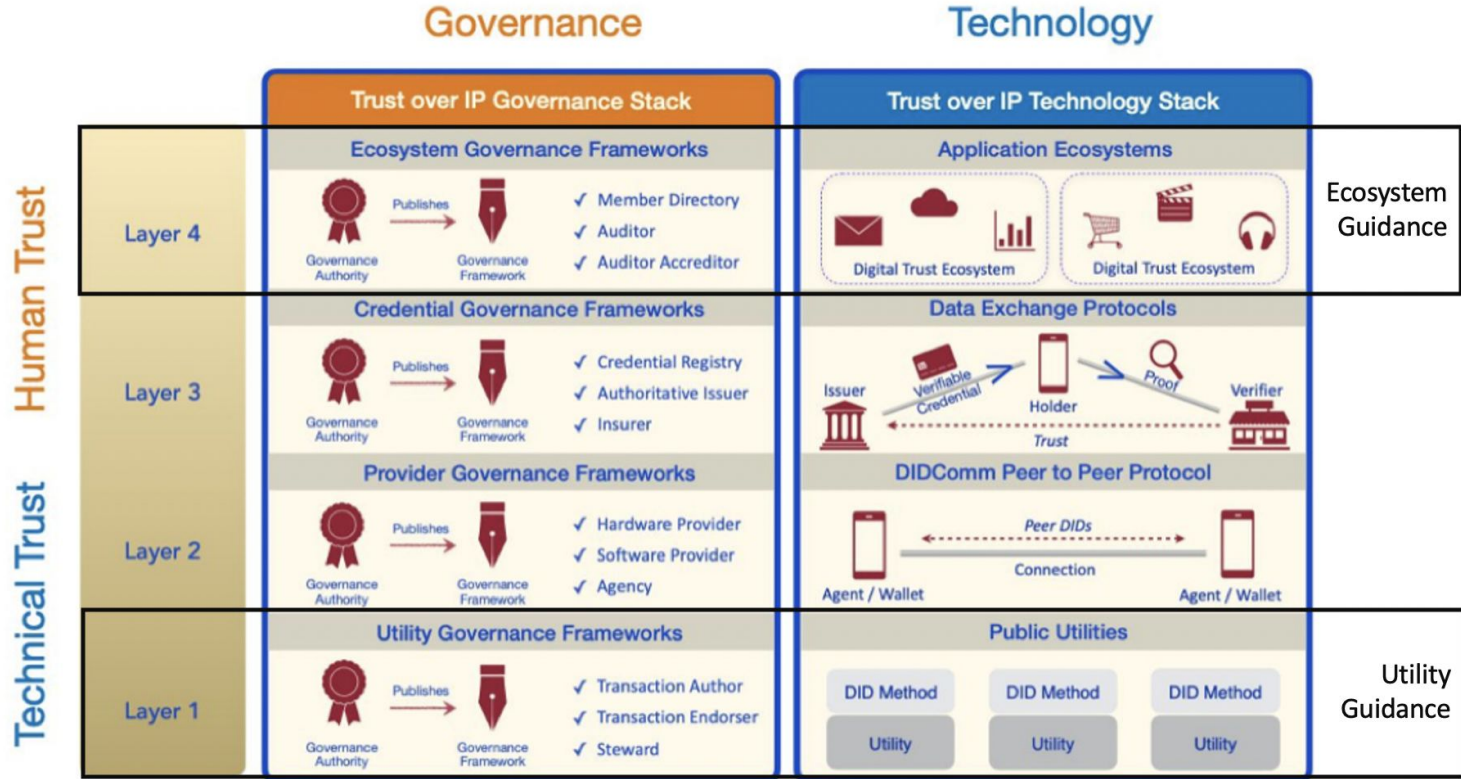 Governance
Technology
Trust over IP Governance Stack
Trust over IP Technology Stack
Human Trust
Technical Trust
Layer 4
Ecosystem Governance Frameworks
Publishes
Governance
Authority
Governance
Framework
✓ Member Directory
✓ Auditor
✓ Auditor Accreditor
Application Ecosystems
Digital Trust Ecosystem
Digital Trust Ecosystem
Ecosystem
Guidance
Layer 3
Credential Governance Frameworks
Publishes
Governance
Authority
Governance
Framework
✓ Credential Registry
✓ Authoritative Issuer
✓ Insurer
Data Exchange Protocols
Issuer
Verifiable
Credential
Holder
Proof
Verifier
Trust
Layer 2
Provider Governance Frameworks
Publishes
Governance
Authority
Governance
Framework
✓ Hardware Provider
✓ Software Provider
✓ Agency
DIDComm Peer to Peer Protocol
Peer DIDs
Connection
Agent / Wallet
Agent / Wallet
Layer 1
Utility Governance Frameworks
Publishes
Governance
Authority
Governance
Framework
✓ Transaction Author
✓ Transaction Endorser
✓ Steward
Public Utilities
DID Method
DID Method
DID Method
Utility
Utility
Utility
Utility
Guidance